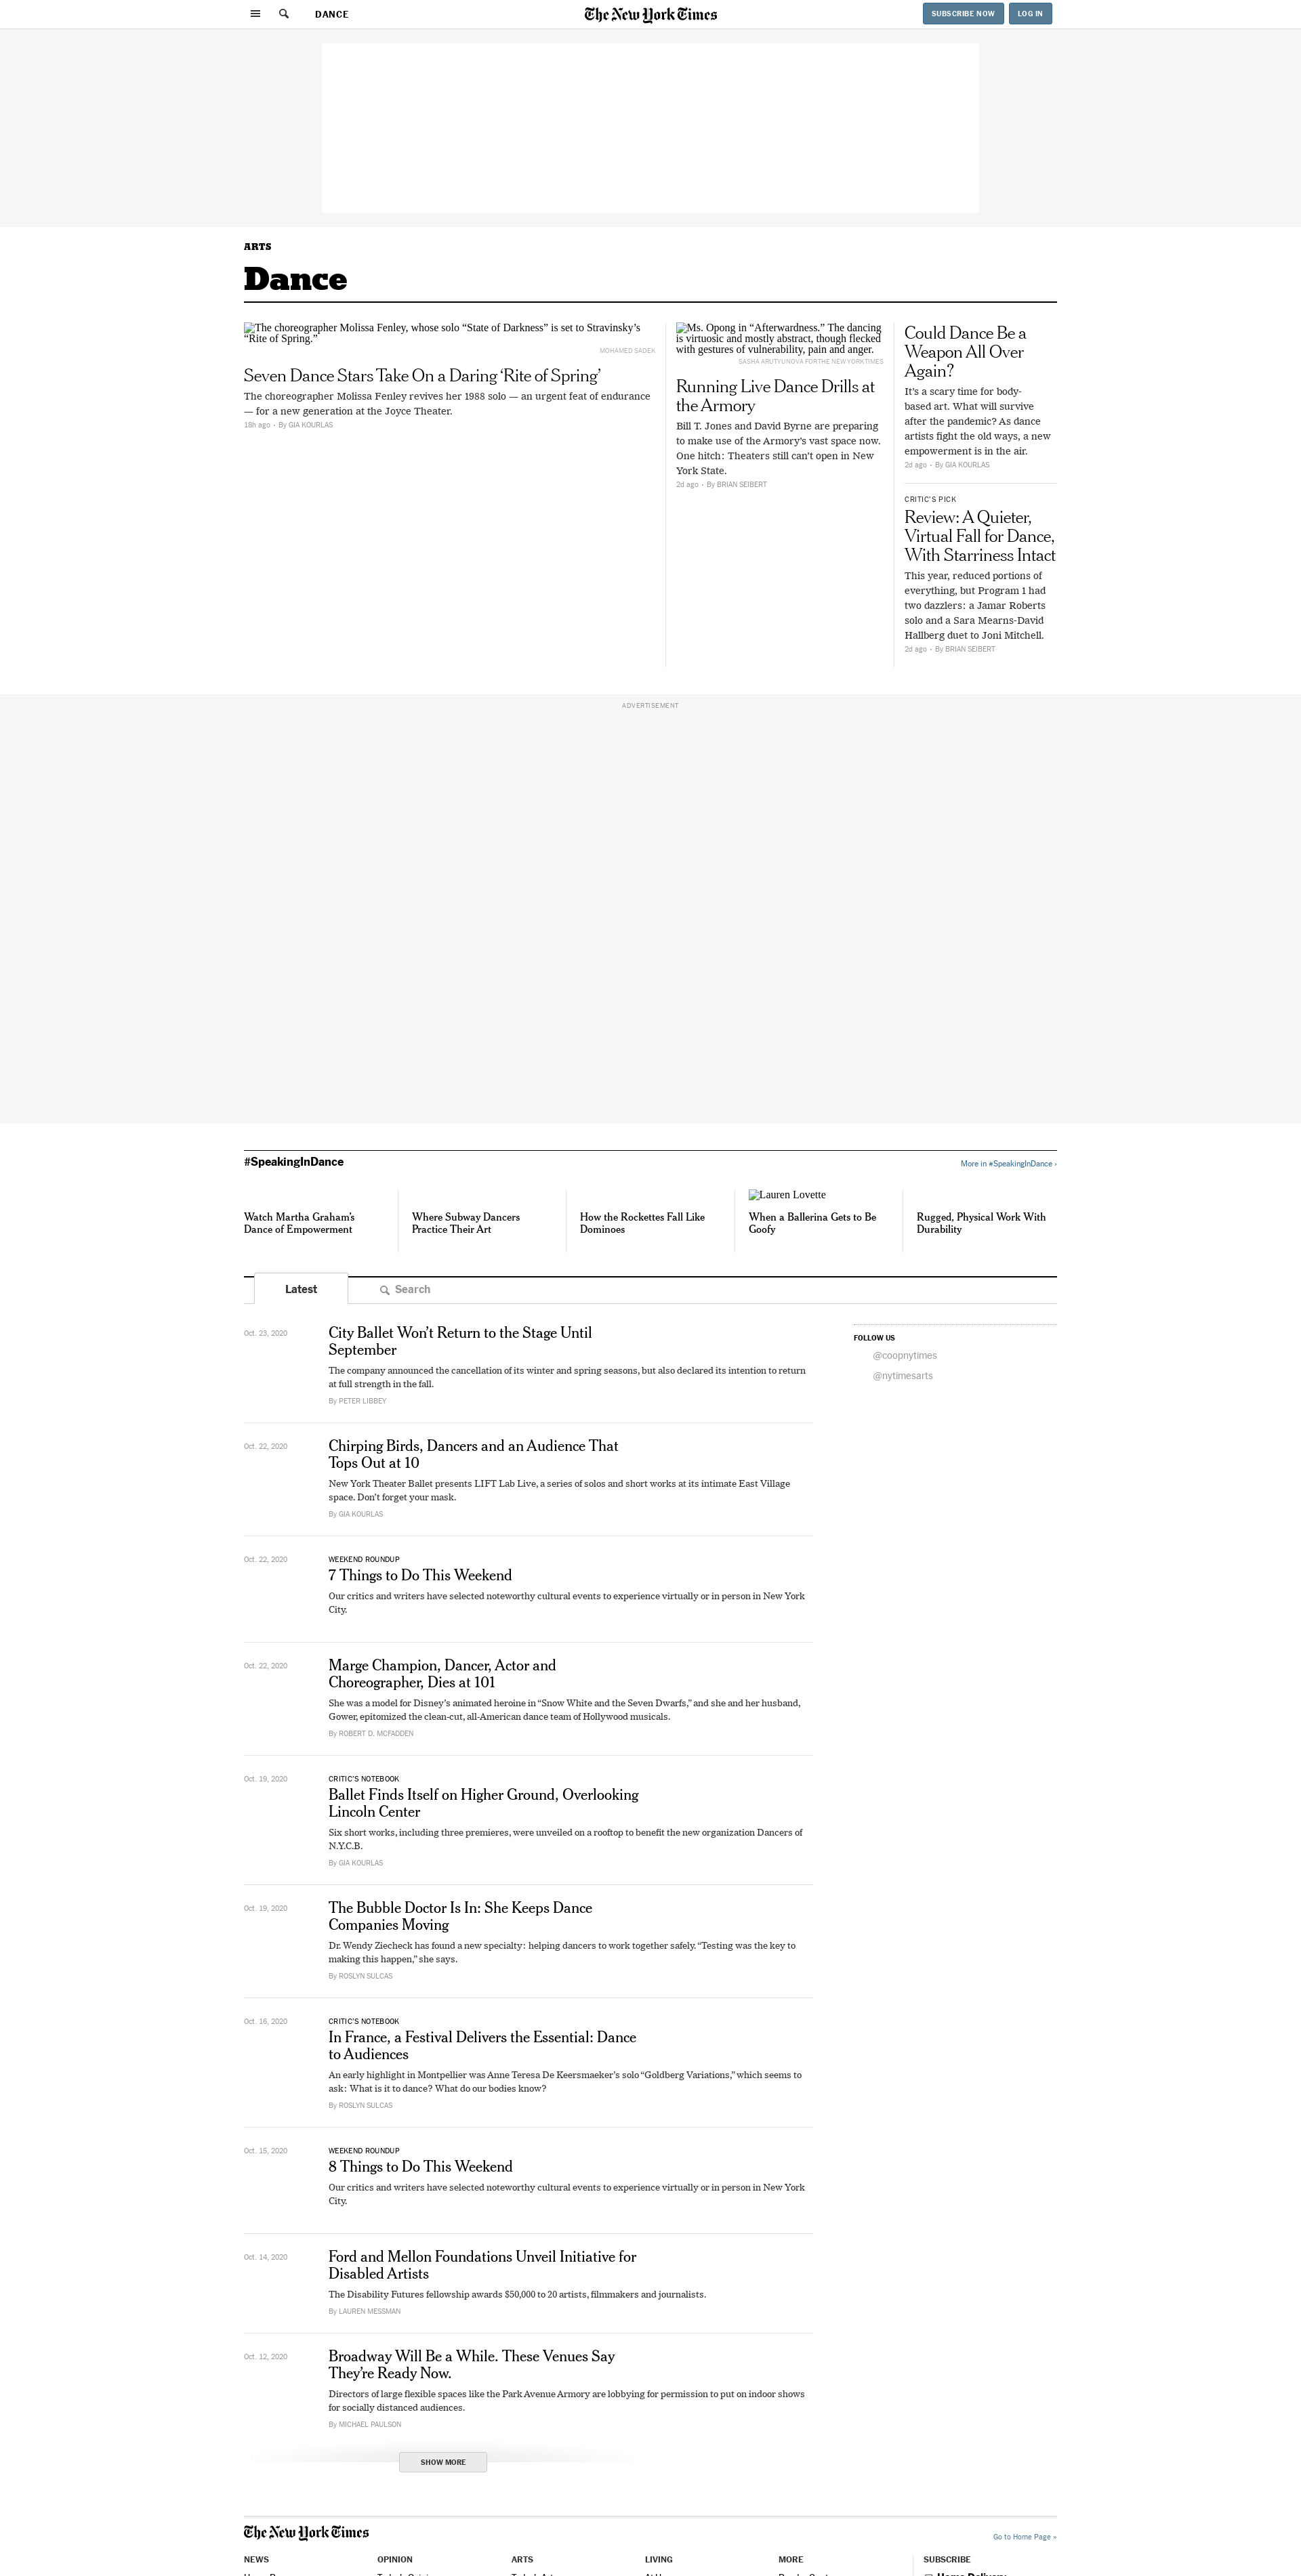 DANCE
The New York Times
SUBSCRIBE NOW
LOG IN
ARTS
Dance
The choreographer Molissa Fenley, whose solo “State of Darkness” is set to Stravinsky’s
“Rite of Spring.”
MOHAMED SADEK
Seven Dance Stars Take On a Daring ‘Rite of Spring’
The choreographer Molissa Fenley revives her 1988 solo — an urgent feat of endurance
— for a new generation at the Joyce Theater.
18h ago • By GIA KOURLAS
Ms. Opong in “Afterwardness.” The dancing
is virtuosic and mostly abstract, though flecked
with gestures of vulnerability, pain and anger.
SASHA ARUTYUNOVA FOR THE NEW YORK TIMES
Running Live Dance Drills at
the Armory
Bill T. Jones and David Byrne are preparing
to make use of the Armory’s vast space now.
One hitch: Theaters still can’t open in New
York State.
2d ago • By BRIAN SEIBERT
Could Dance Be a
Weapon All Over
Again?
It’s a scary time for body-
based art. What will survive
after the pandemic? As dance
artists fight the old ways, a new
empowerment is in the air.
2d ago • By GIA KOURLAS
CRITIC’S PICK
Review: A Quieter,
Virtual Fall for Dance,
With Starriness Intact
This year, reduced portions of
everything, but Program 1 had
two dazzlers: a Jamar Roberts
solo and a Sara Mearns-David
Hallberg duet to Joni Mitchell.
2d ago • By BRIAN SEIBERT
ADVERTISEMENT
#SpeakingInDance
More in #SpeakingInDance ›
Watch Martha Graham’s
Dance of Empowerment
Where Subway Dancers
Practice Their Art
How the Rockettes Fall Like
Dominoes
Lauren Lovette
When a Ballerina Gets to Be
Goofy
Rugged, Physical Work With
Durability
Latest
Search
Oct. 23, 2020
City Ballet Won’t Return to the Stage Until
September
The company announced the cancellation of its winter and spring seasons, but also declared its intention to return
at full strength in the fall.
By PETER LIBBEY
FOLLOW US
@coopnytimes
@nytimesarts
Oct. 22, 2020
Chirping Birds, Dancers and an Audience That
Tops Out at 10
New York Theater Ballet presents LIFT Lab Live, a series of solos and short works at its intimate East Village
space. Don’t forget your mask.
By GIA KOURLAS
Oct. 22, 2020
WEEKEND ROUNDUP
7 Things to Do This Weekend
Our critics and writers have selected noteworthy cultural events to experience virtually or in person in New York
City.
Oct. 22, 2020
Marge Champion, Dancer, Actor and
Choreographer, Dies at 101
She was a model for Disney’s animated heroine in “Snow White and the Seven Dwarfs,” and she and her husband,
Gower, epitomized the clean-cut, all-American dance team of Hollywood musicals.
By ROBERT D. MCFADDEN
Oct. 19, 2020
CRITIC’S NOTEBOOK
Ballet Finds Itself on Higher Ground, Overlooking
Lincoln Center
Six short works, including three premieres, were unveiled on a rooftop to benefit the new organization Dancers of
N.Y.C.B.
By GIA KOURLAS
Oct. 19, 2020
The Bubble Doctor Is In: She Keeps Dance
Companies Moving
Dr. Wendy Ziecheck has found a new specialty: helping dancers to work together safely. “Testing was the key to
making this happen,” she says.
By ROSLYN SULCAS
Oct. 16, 2020
CRITIC’S NOTEBOOK
In France, a Festival Delivers the Essential: Dance
to Audiences
An early highlight in Montpellier was Anne Teresa De Keersmaeker’s solo “Goldberg Variations,” which seems to
ask: What is it to dance? What do our bodies know?
By ROSLYN SULCAS
Oct. 15, 2020
WEEKEND ROUNDUP
8 Things to Do This Weekend
Our critics and writers have selected noteworthy cultural events to experience virtually or in person in New York
City.
Oct. 14, 2020
Ford and Mellon Foundations Unveil Initiative for
Disabled Artists
The Disability Futures fellowship awards $50,000 to 20 artists, filmmakers and journalists.
By LAUREN MESSMAN
Oct. 12, 2020
Broadway Will Be a While. These Venues Say
They’re Ready Now.
Directors of large flexible spaces like the Park Avenue Armory are lobbying for permission to put on indoor shows
for socially distanced audiences.
By MICHAEL PAULSON
SHOW MORE
The New York Times
Go to Home Page »
NEWS
OPINION
ARTS
LIVING
MORE
SUBSCRIBE